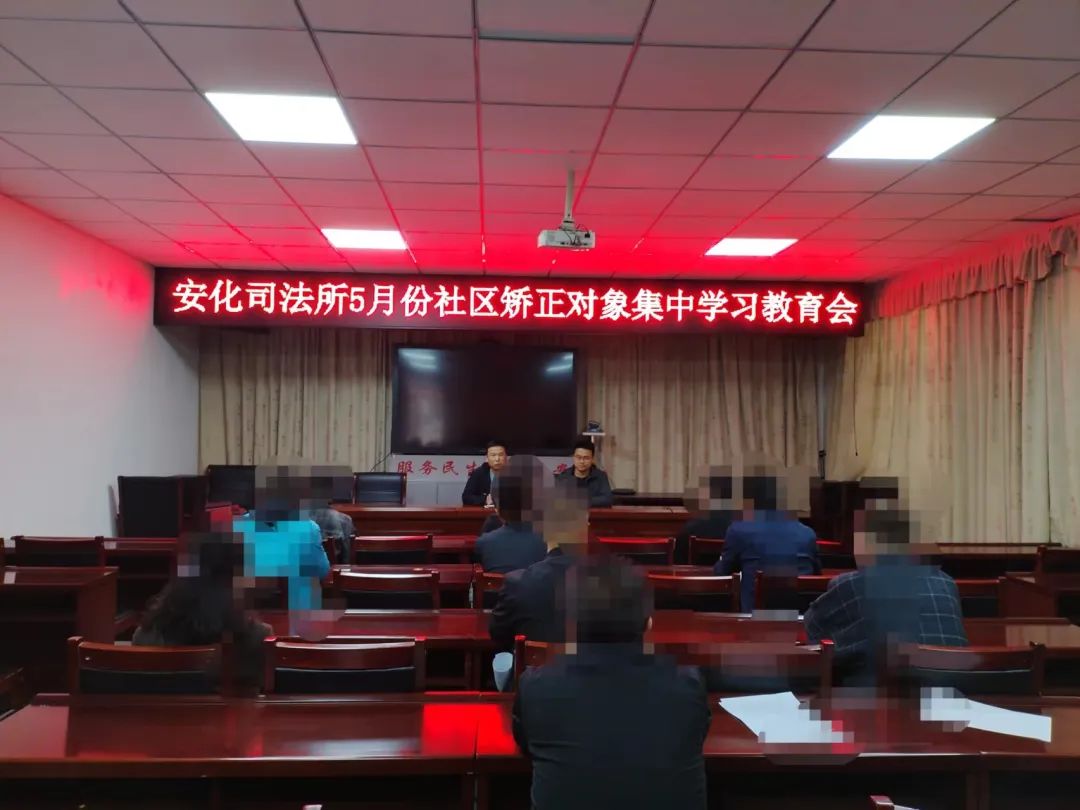 安化司法所5月份社区矫正对象集中学习教育会
服务民生